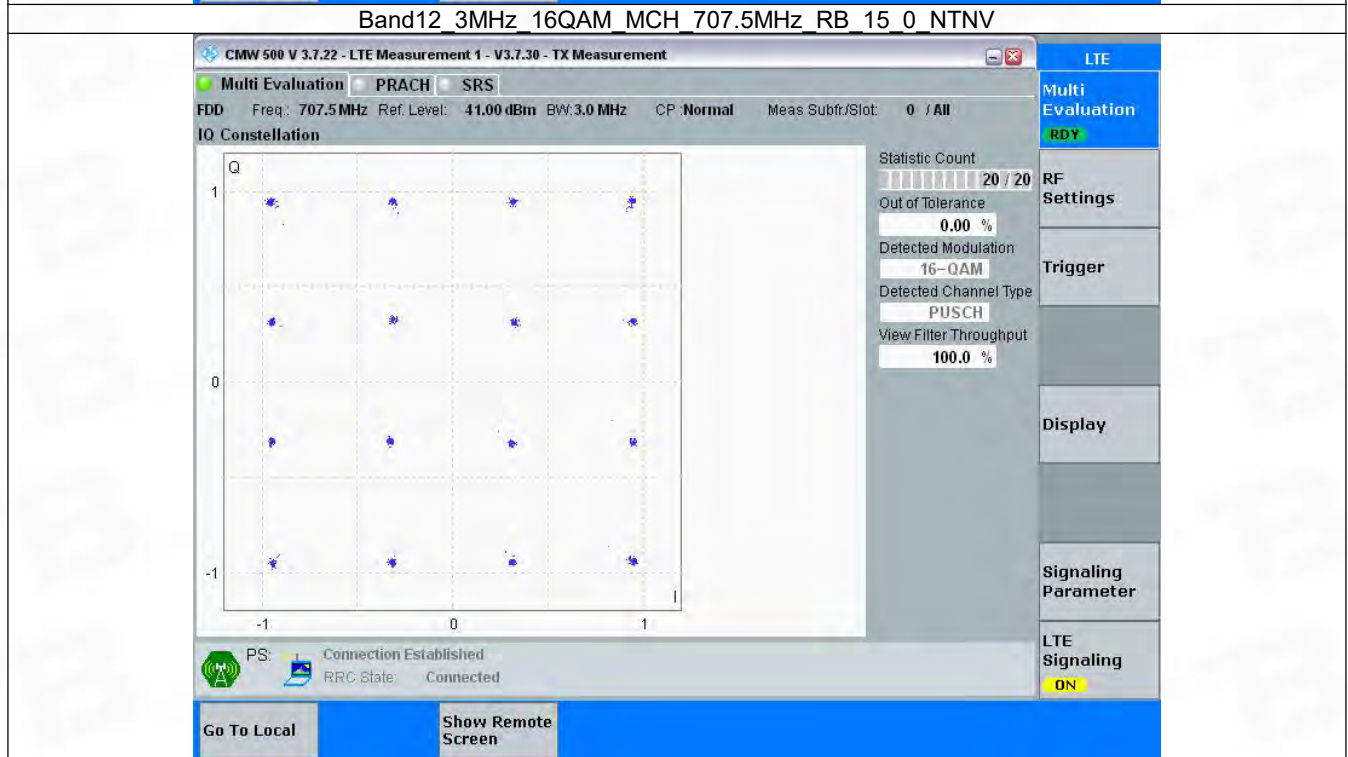 Band12_3MHz_16QAM_MCH_707.5MHz_RB_15_0_NTNV
CMW 500 V 3.7.22 - LTE Measurement 1 - V3.7.30 - TX Measurement
LTE
Multi Evaluation PRACH SRS
Multi
Evaluation
RDY
FDD Freq.: 707.5 MHz Ref. Level: 41.00 dBm BW: 3.0 MHz CP : Normal Meas Subfr./Slot: 0 / All
IQ Constellation
Q
1
0
-1
I
-1 0 1
Statistic Count
20 / 20
Out of Tolerance
0.00 %
Detected Modulation
16-QAM
Detected Channel Type
PUSCH
View Filter Throughput
100.0 %
RF
Settings
Trigger
Display
Signaling
Parameter
LTE
Signaling
ON
PS: Connection Established
RRC State: Connected
Go To Local
Show Remote
Screen